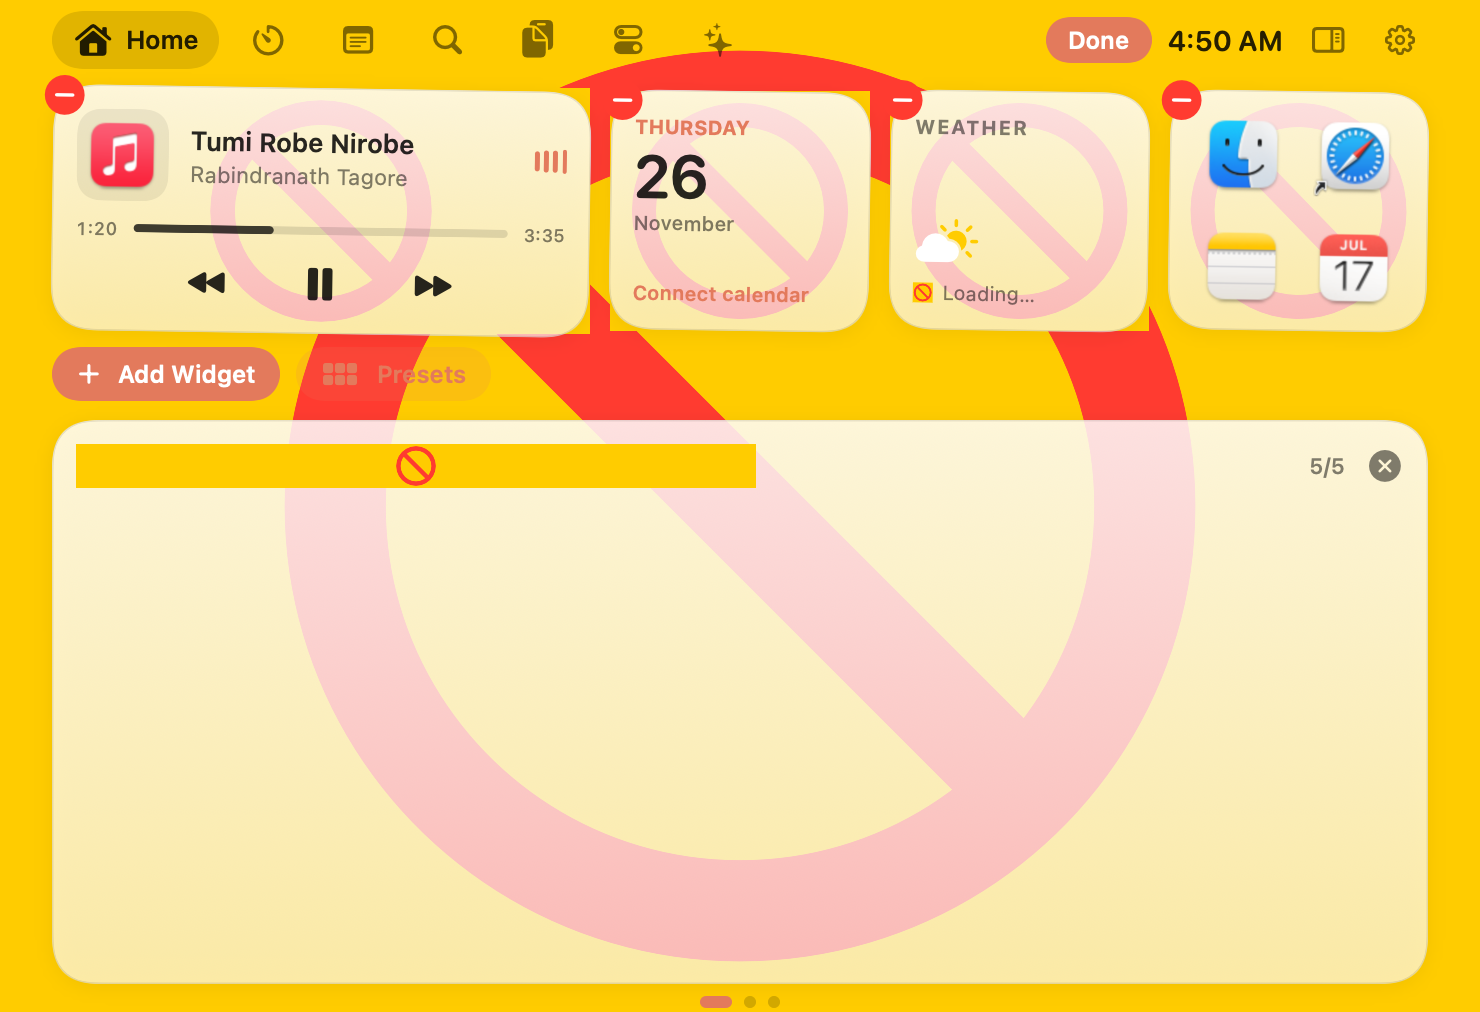 Home
Done
4:50 AM
Tumi Robe Nirobe
Rabindranath Tagore
1:20
3:35
THURSDAY
26
November
Connect calendar
WEATHER
Loading...
JUL
17
Add Widget
Presets
5/5